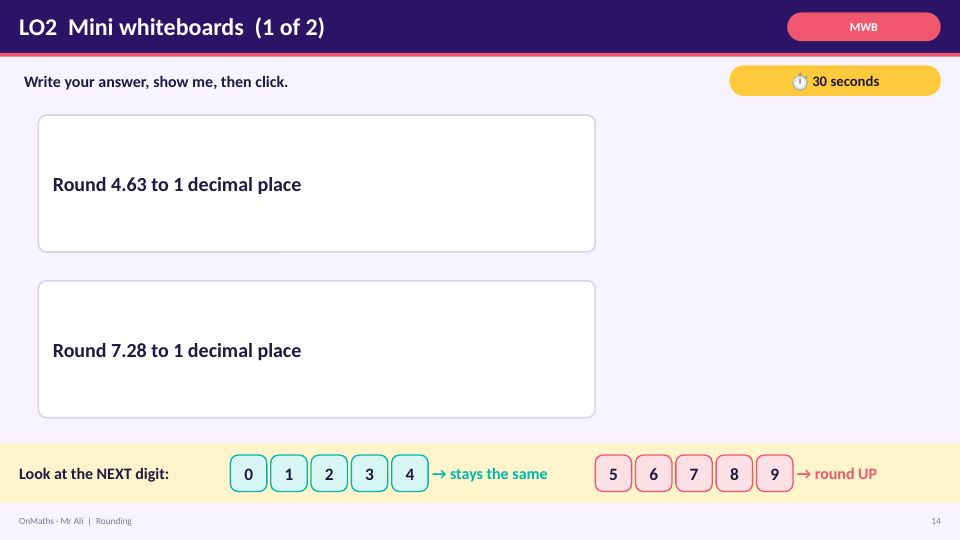 LO2 Mini whiteboards (1 of 2)
MWB
Write your answer, show me, then click.
⏱️ 30 seconds
Round 4.63 to 1 decimal place
Round 7.28 to 1 decimal place
Look at the NEXT digit: 0 1 2 3 4 → stays the same 5 6 7 8 9 → round UP
OnMaths - Mr Ali | Rounding
14